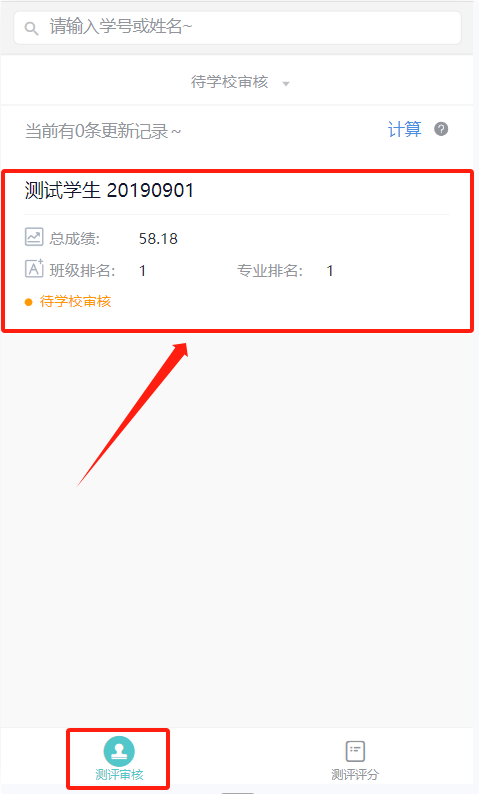 请输入学号或姓名~
待学校审核
当前有0条更新记录~ 计算 ?
测试学生 20190901
总成绩: 58.18
班级排名: 1 专业排名: 1
待学校审核
测评审核 测评评分